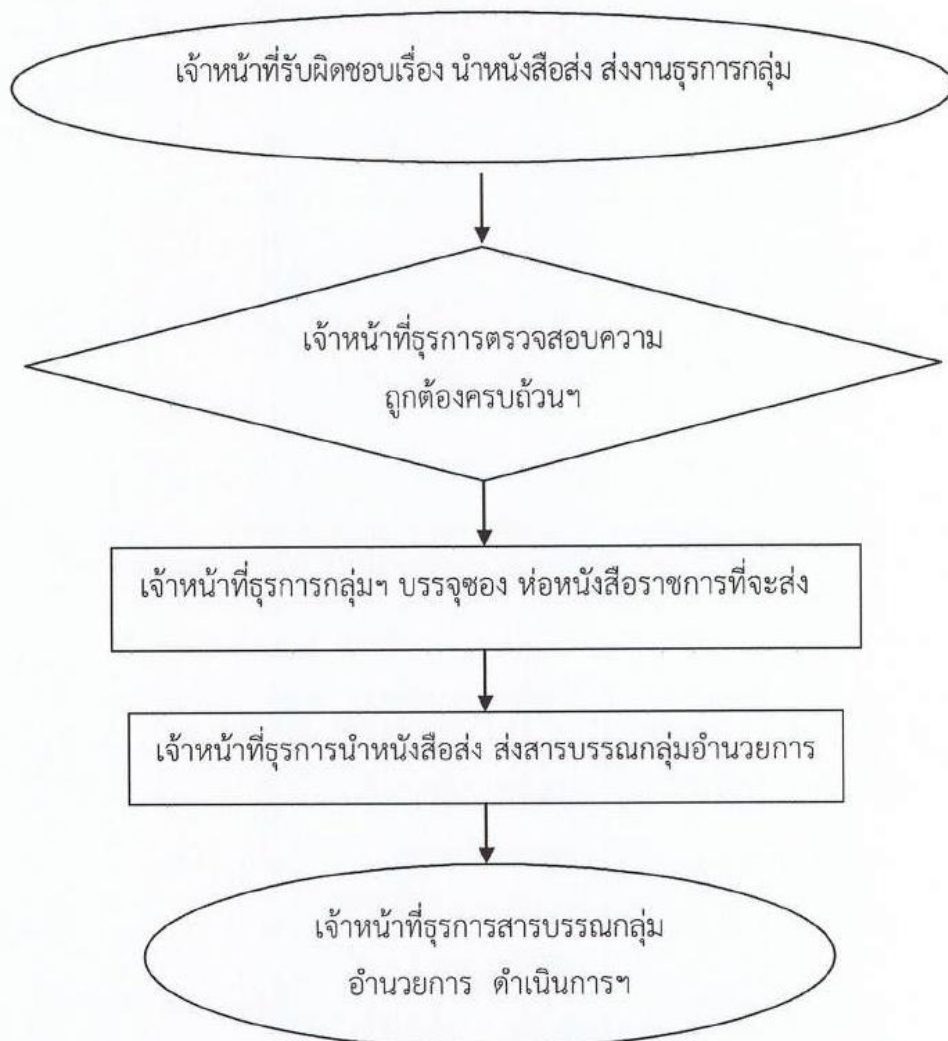 เจ้าหน้าที่รับผิดชอบเรื่อง นำหนังสือส่ง ส่งงานธุรการกลุ่ม
เจ้าหน้าที่ธุรการตรวจสอบความ
ถูกต้องครบถ้วนฯ
เจ้าหน้าที่ธุรการกลุ่มฯ บรรจุซอง ห่อหนังสือราชการที่จะส่ง
เจ้าหน้าที่ธุรการนำหนังสือส่ง ส่งสารบรรณกลุ่มอำนวยการ
เจ้าหน้าที่ธุรการสารบรรณกลุ่ม
อำนวยการ ดำเนินการฯ